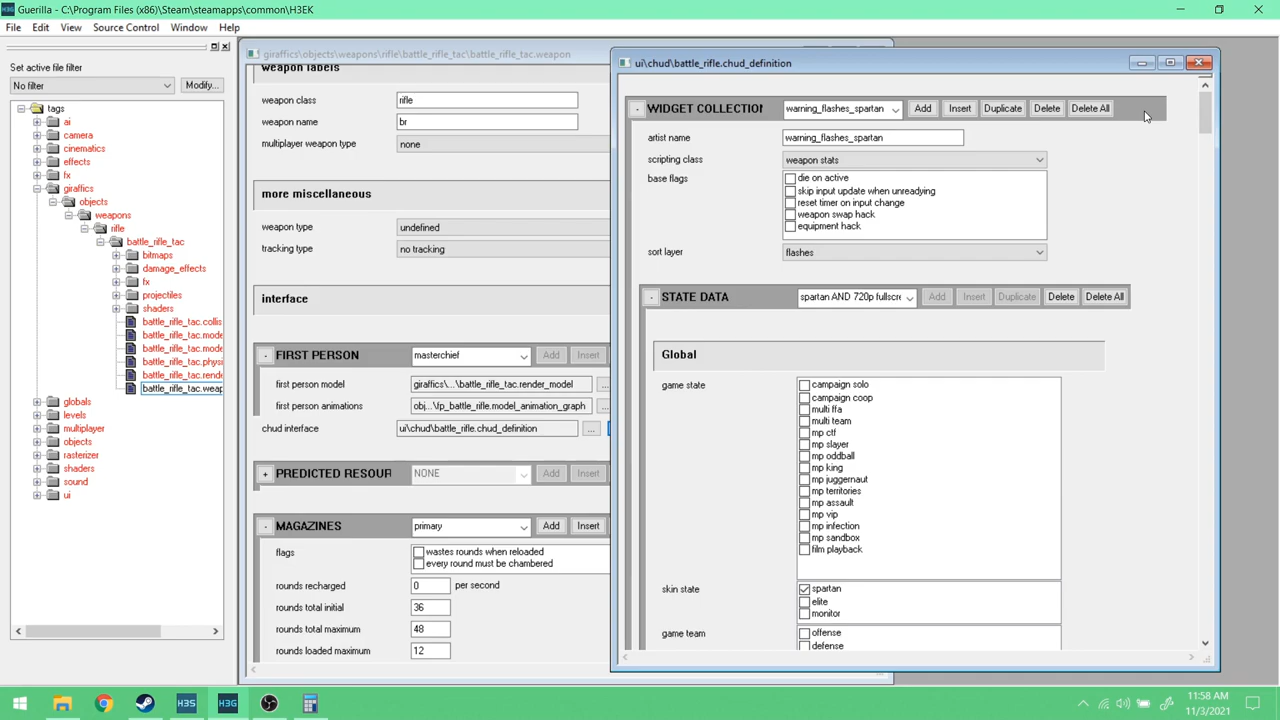 Guerilla - C:\Program Files (x86)\Steam\steamapps\common\H3EK
File Edit View Source Control Window Help
Set active file filter
No filter
Modify...
tags
ai
camera
cinematics
effects
fx
giraffics
objects
weapons
rifle
battle_rifle_tac
bitmaps
damage_effects
fx
projectiles
shaders
battle_rifle_tac.collis
battle_rifle_tac.mode
battle_rifle_tac.mode
battle_rifle_tac.physi
battle_rifle_tac.rende
battle_rifle_tac.weap
globals
levels
multiplayer
objects
rasterizer
shaders
sound
ui
giraffics\objects\weapons\rifle\battle_rifle_tac\battle_rifle_tac.weapon
weapon labels
weapon class rifle
weapon name br
multiplayer weapon type none
more miscellaneous
weapon type undefined
tracking type no tracking
interface
FIRST PERSON masterchief Add Insert
first person model giraffics\...\battle_rifle_tac.render_model ...
first person animations obj...\fp_battle_rifle.model_animation_graph ...
chud interface ui\chud\battle_rifle.chud_definition ...
PREDICTED RESOUR NONE Add Insert
MAGAZINES primary Add Insert
flags wastes rounds when reloaded
every round must be chambered
rounds recharged 0 per second
rounds total initial 36
rounds total maximum 48
rounds loaded maximum 12
ui\chud\battle_rifle.chud_definition
WIDGET COLLECTION warning_flashes_spartan Add Insert Duplicate Delete Delete All
artist name warning_flashes_spartan
scripting class weapon stats
base flags die on active
skip input update when unreadying
reset timer on input change
weapon swap hack
equipment hack
sort layer flashes
STATE DATA spartan AND 720p fullscre Add Insert Duplicate Delete Delete All
Global
game state campaign solo
campaign coop
multi ffa
multi team
mp ctf
mp slayer
mp oddball
mp king
mp juggernaut
mp territories
mp assault
mp vip
mp infection
mp sandbox
film playback
skin state spartan
elite
monitor
game team offense
defense
H3S
H3G
11:58 AM
11/3/2021